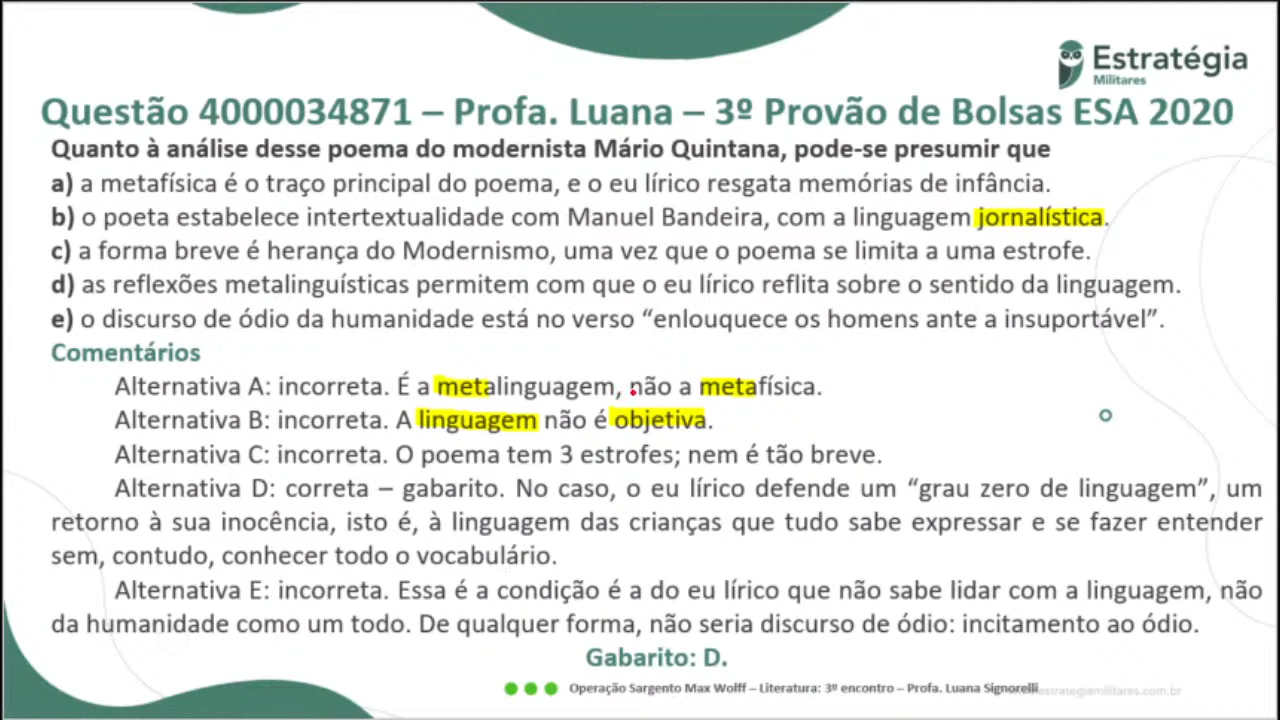 Estratégia
Militares
Questão 4000034871 – Profa. Luana – 3º Provão de Bolsas ESA 2020
Quanto à análise desse poema do modernista Mário Quintana, pode-se presumir que
a) a metafísica é o traço principal do poema, e o eu lírico resgata memórias de infância.
b) o poeta estabelece intertextualidade com Manuel Bandeira, com a linguagem jornalística.
c) a forma breve é herança do Modernismo, uma vez que o poema se limita a uma estrofe.
d) as reflexões metalinguísticas permitem com que o eu lírico reflita sobre o sentido da linguagem.
e) o discurso de ódio da humanidade está no verso “enlouquece os homens ante a insuportável”.
Comentários
Alternativa A: incorreta. É a metalinguagem, não a metafísica.
Alternativa B: incorreta. A linguagem não é objetiva.
Alternativa C: incorreta. O poema tem 3 estrofes; nem é tão breve.
Alternativa D: correta – gabarito. No caso, o eu lírico defende um “grau zero de linguagem”, um
retorno à sua inocência, isto é, à linguagem das crianças que tudo sabe expressar e se fazer entender
sem, contudo, conhecer todo o vocabulário.
Alternativa E: incorreta. Essa é a condição é a do eu lírico que não sabe lidar com a linguagem, não
da humanidade como um todo. De qualquer forma, não seria discurso de ódio: incitamento ao ódio.
Gabarito: D.
Operação Sargento Max Wolff – Literatura: 3º encontro – Profa. Luana Signorelli